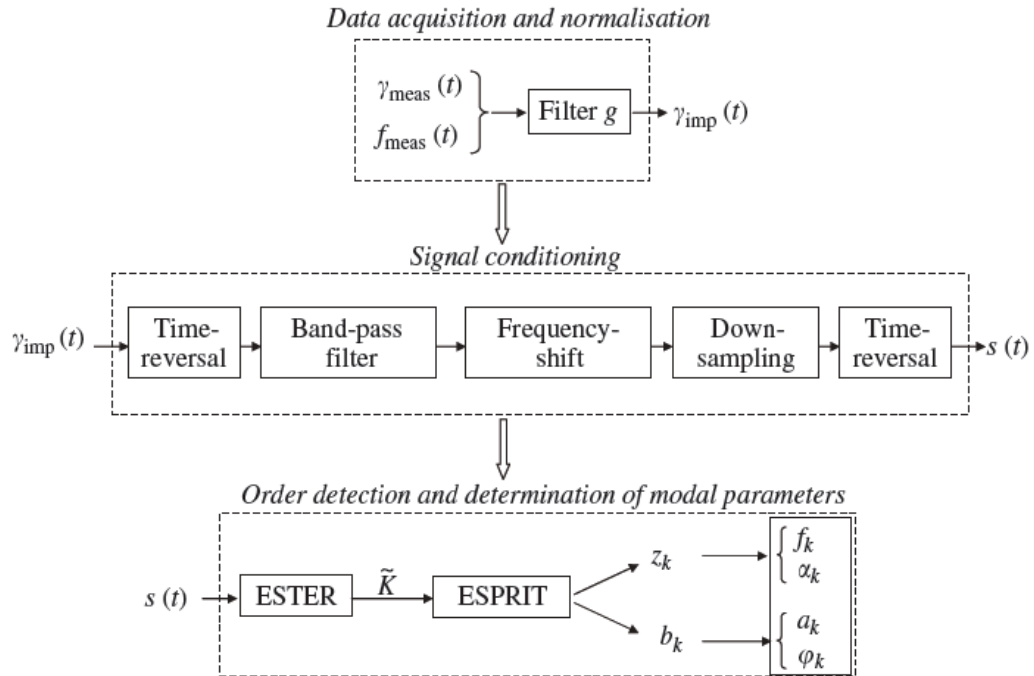 Data acquisition and normalisation
γmeas (t)
fmeas (t)
Filter g
γimp (t)
Signal conditioning
γimp (t)
Time-
reversal
Band-pass
filter
Frequency-
shift
Down-
sampling
Time-
reversal
s (t)
Order detection and determination of modal parameters
s (t)
ESTER
K̃
ESPRIT
zk
fk
αk
bk
ak
φk